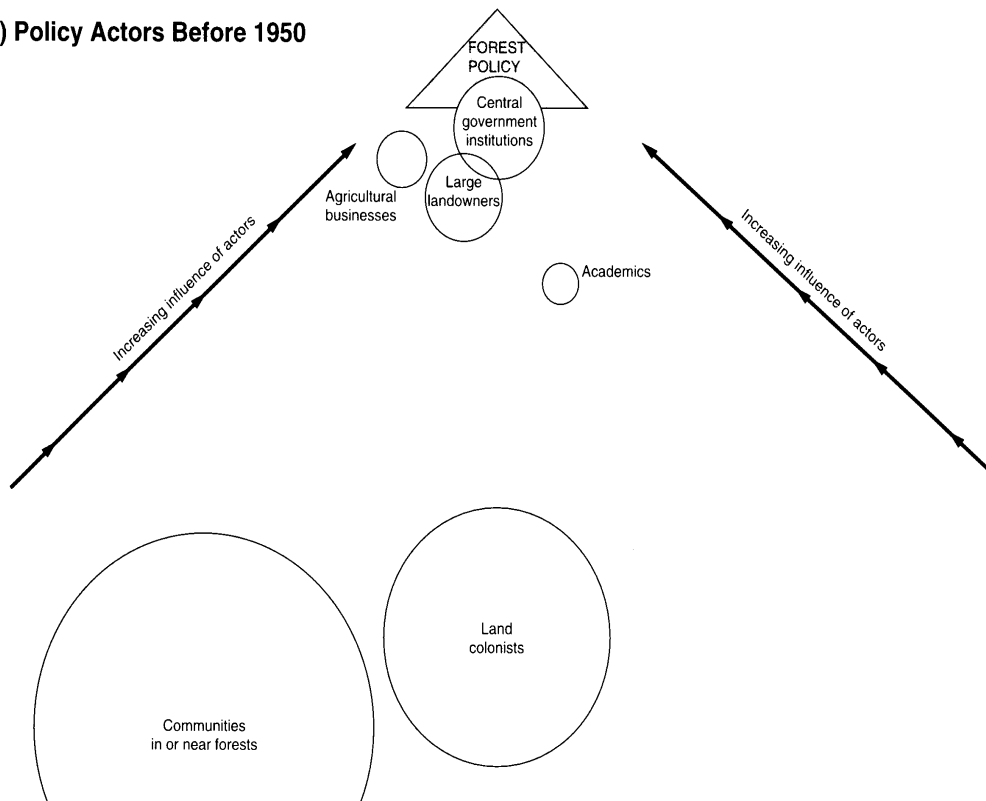 ) Policy Actors Before 1950
FOREST
POLICY
Central
government
institutions
Agricultural
businesses
Large
landowners
Increasing influence of actors
Increasing influence of actors
Academics
Land
colonists
Communities
in or near forests